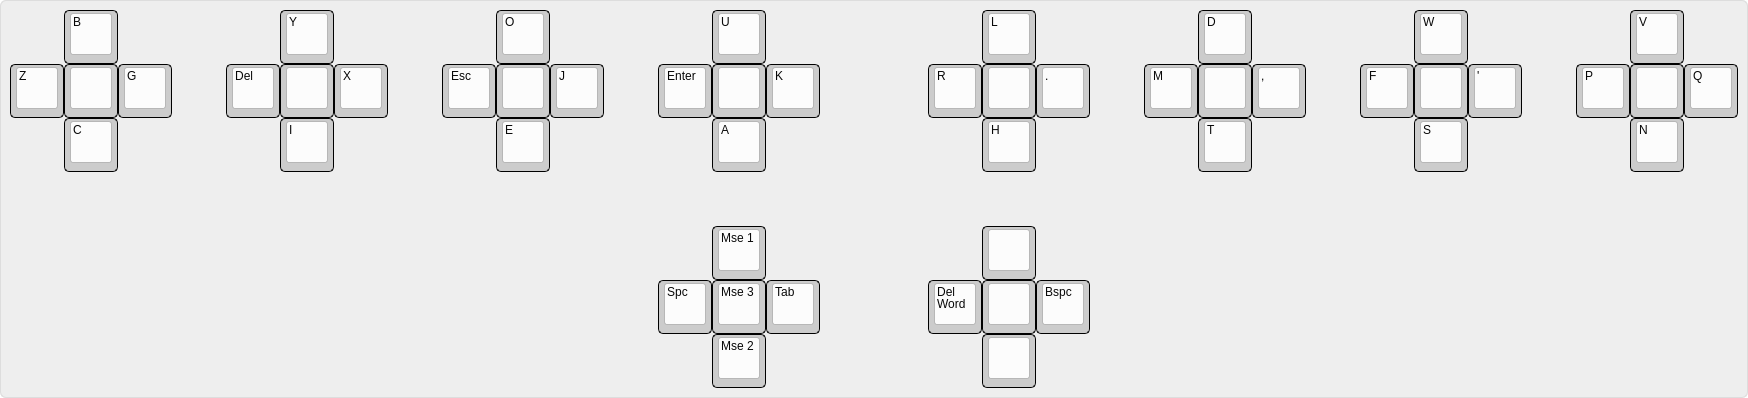 B Y O U L D W V
Z G Del X Esc J Enter K R . M , F ' P Q
C I E A H T S N
Mse 1
Spc Mse 3 Tab Del Bspc
Word
Mse 2